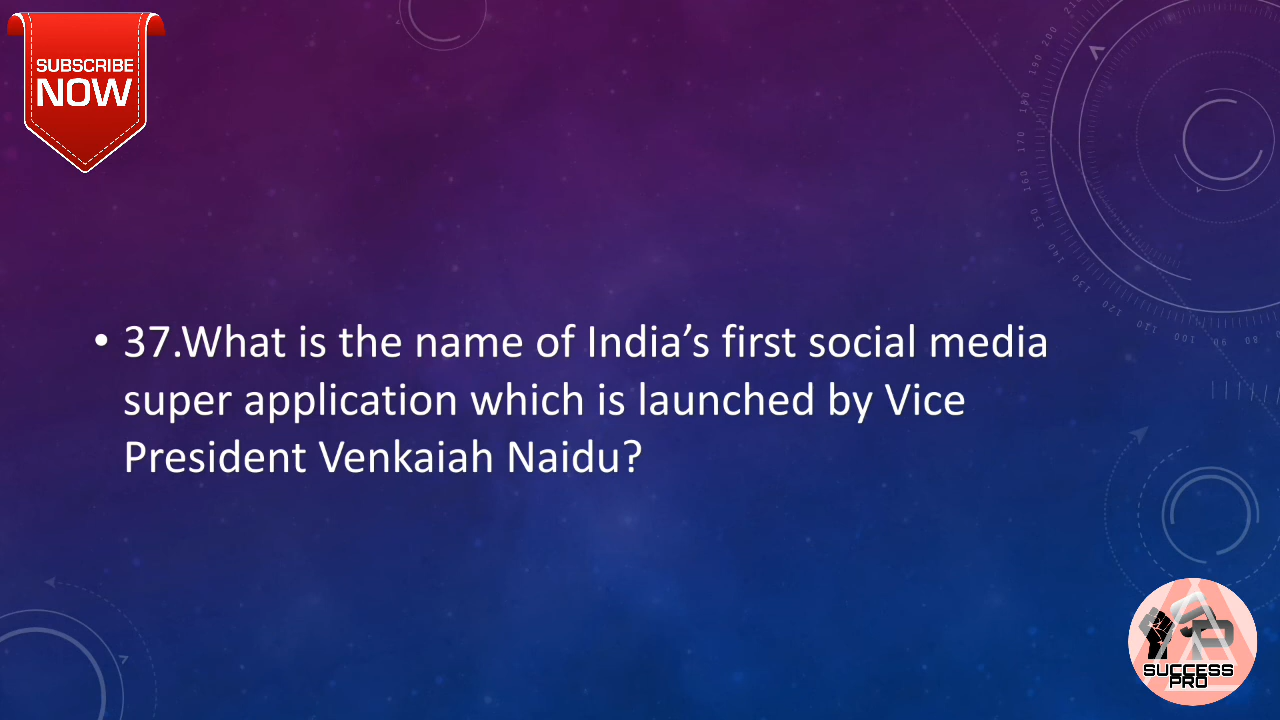 SUBSCRIBE
NOW
• 37.What is the name of India’s first social media
super application which is launched by Vice
President Venkaiah Naidu?
SUCCESS
PRO